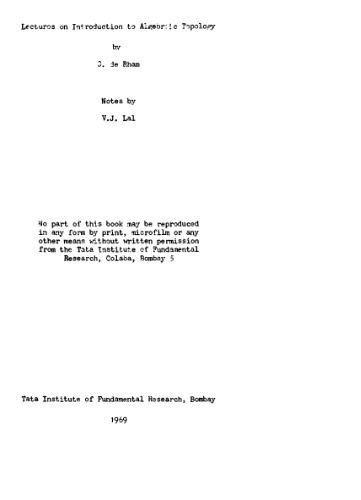 Lectures on Introduction to Algebraic Topology
by
G. de Rham
Notes by
V.J. Lal
No part of this book may be reproduced
in any form by print, microfilm or any
other means without written permission
from the Tata Institute of Fundamental
Research, Colaba, Bombay 5
Tata Institute of Fundamental Research, Bombay
1969